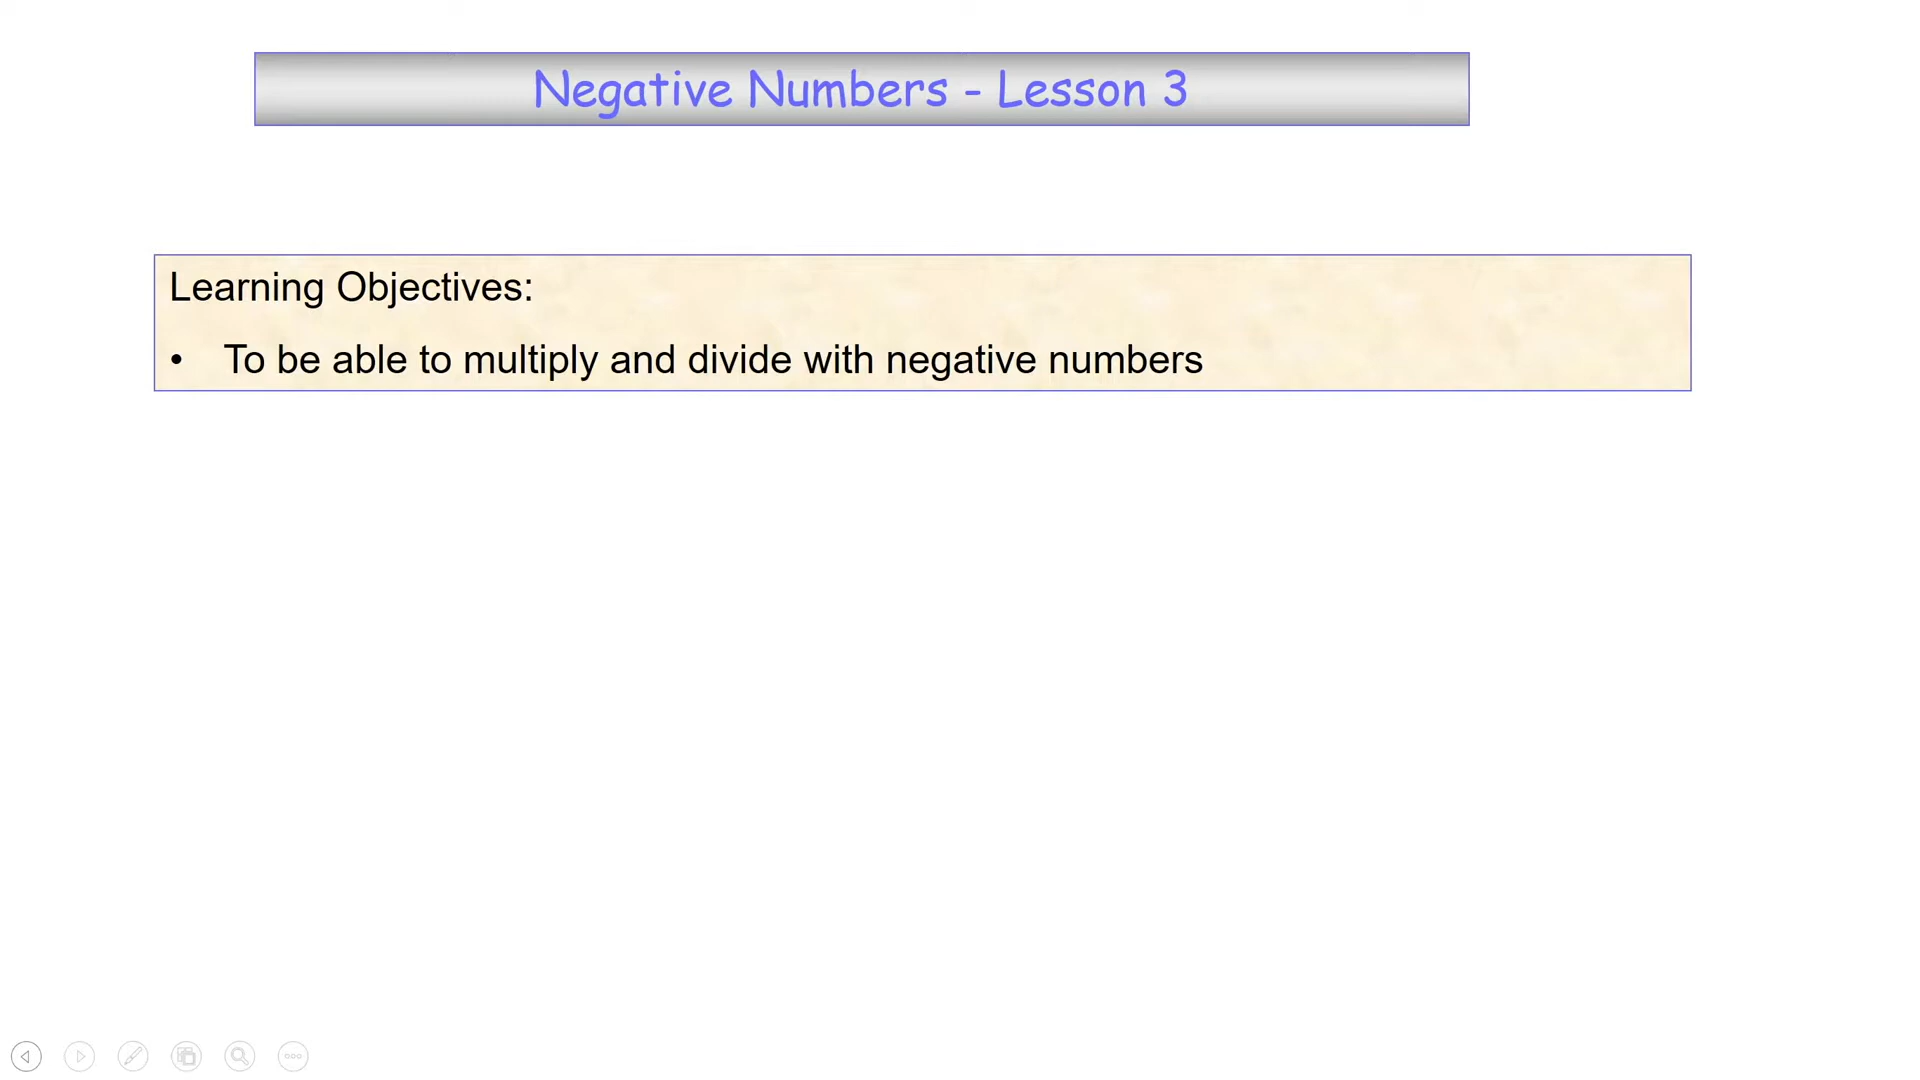 Negative Numbers - Lesson 3
Learning Objectives:
• To be able to multiply and divide with negative numbers